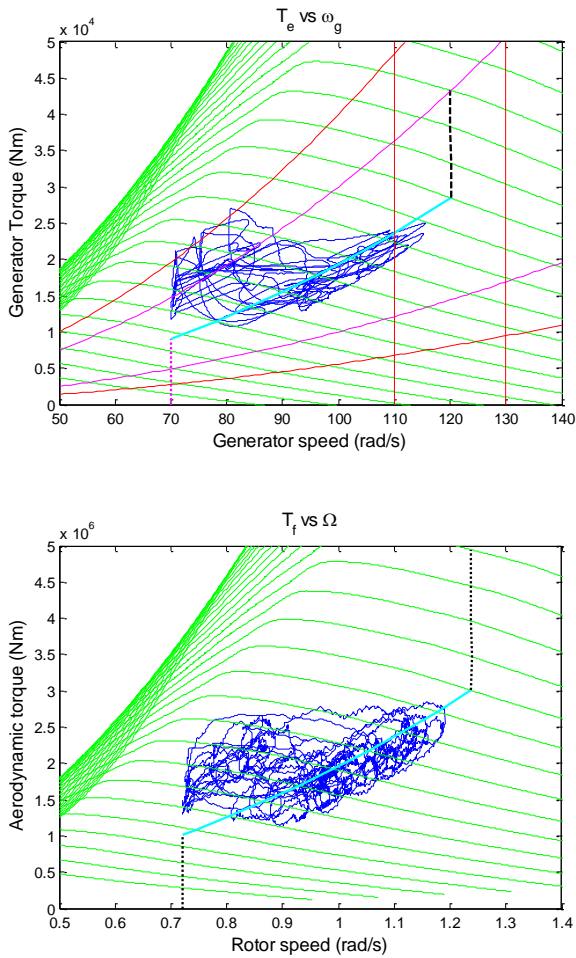 T_e vs ω_g
x 10^4
5
4.5
4
3.5
3
2.5
2
1.5
1
0.5
0
50 60 70 80 90 100 110 120 130 140
Generator Torque (Nm)
Generator speed (rad/s)
T_f vs Ω
x 10^6
5
4.5
4
3.5
3
2.5
2
1.5
1
0.5
0
0.5 0.6 0.7 0.8 0.9 1 1.1 1.2 1.3 1.4
Aerodynamic torque (Nm)
Rotor speed (rad/s)